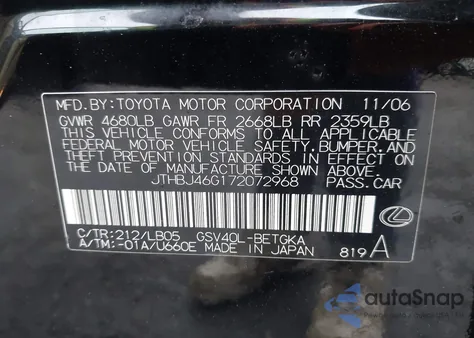 MFD.BY:TOYOTA MOTOR CORPORATION 11/06
GVWR 4680LB GAWR FR 2668LB RR 2359LB
THIS VEHICLE CONFORMS TO ALL APPLICABLE
FEDERAL MOTOR VEHICLE SAFETY, BUMPER, AND
THEFT PREVENTION STANDARDS IN EFFECT ON
THE DATE OF MANUFACTURE SHOWN ABOVE.
JTHBJ46G172072968 PASS.CAR
C/TR:212/LB05 GSV40L-BETGKA
A/TM:-01A/U660E MADE IN JAPAN 819A
autoSnap